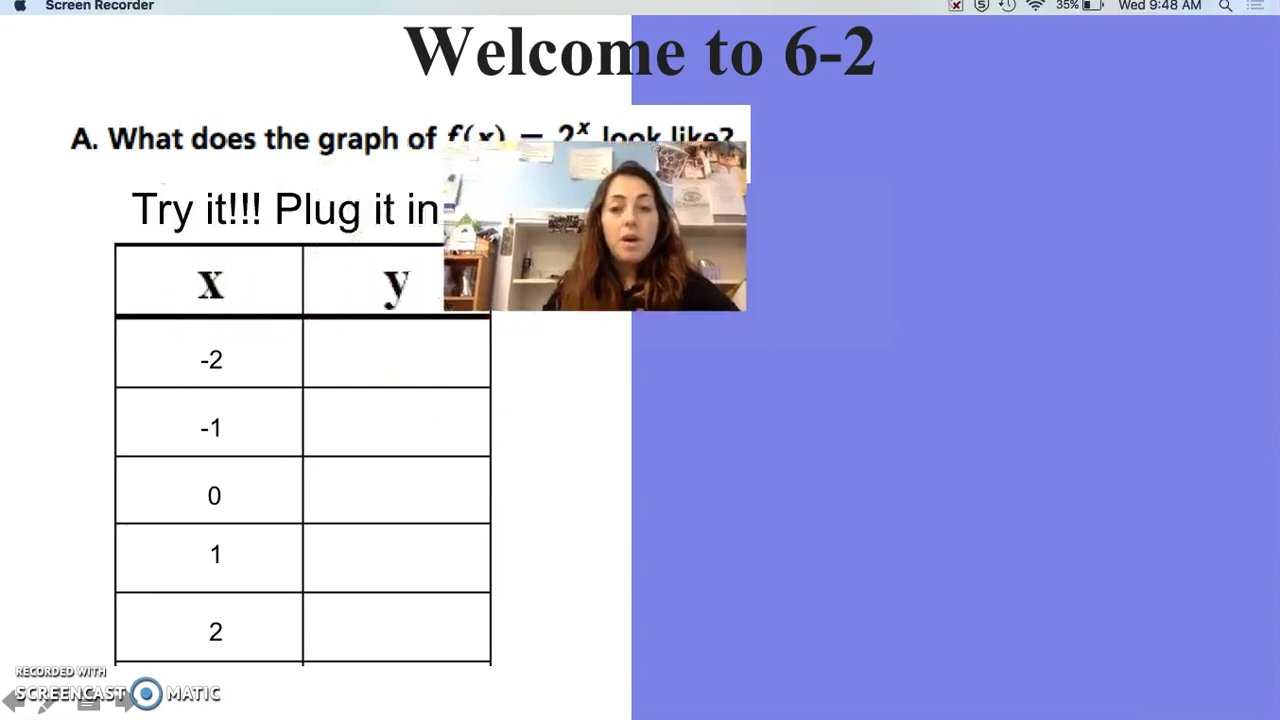 Screen Recorder
35%
Wed 9:48 AM
Welcome to 6-2
A. What does the graph of f(x) = 2ˣ look like?
Try it!!! Plug it in
x y
-2
-1
0
1
2
RECORDED WITH
SCREENCAST MATIC